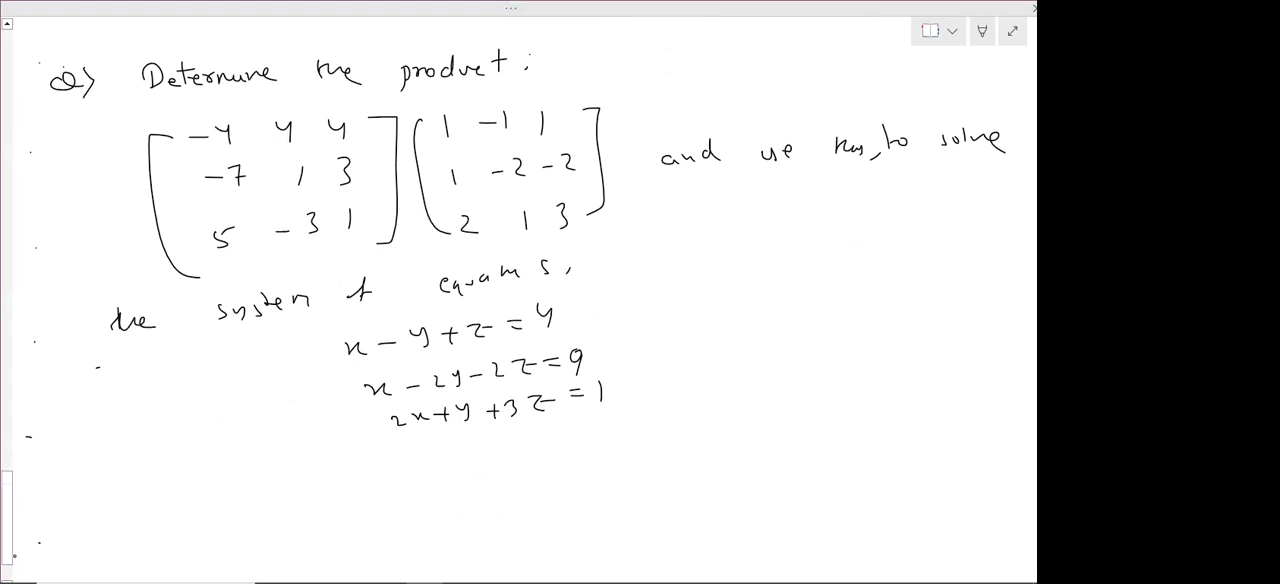 Q) Determine the product :
[ -4 4 4 ] [ 1 -1 1 ] and use this to solve
[ -7 1 3 ] [ 1 -2 -2 ]
[ 5 -3 1 ] [ 2 1 3 ]
the system of equations,
x - y + z = 4
x - 2y - 2z = 9
2x + y + 3z = 1